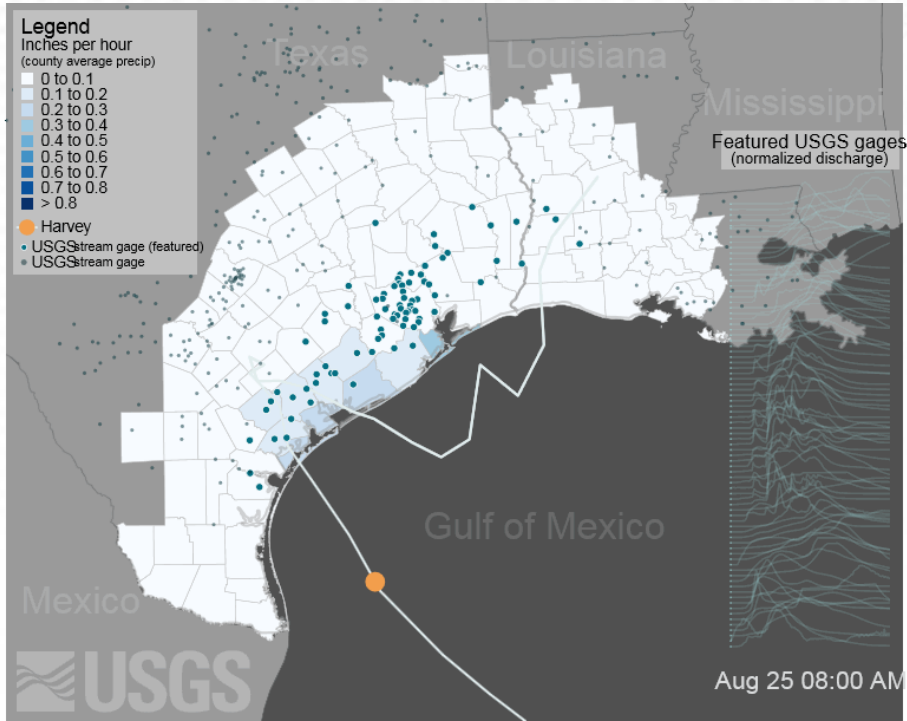 Legend
Inches per hour
(county average precip)
0 to 0.1
0.1 to 0.2
0.2 to 0.3
0.3 to 0.4
0.4 to 0.5
0.5 to 0.6
0.6 to 0.7
0.7 to 0.8
> 0.8
Harvey
USGS stream gage (featured)
USGS stream gage
Texas
Louisiana
Mississippi
Featured USGS gages
(normalized discharge)
Gulf of Mexico
Mexico
USGS
Aug 25 08:00 AM